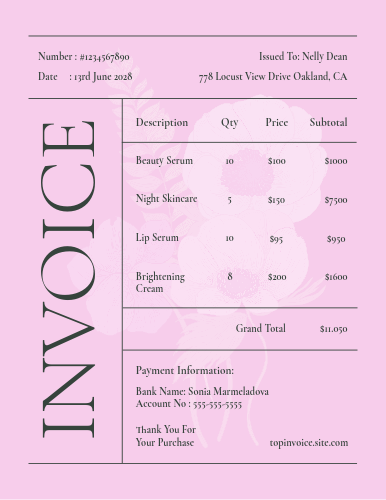 Number : #1234567890
Issued To: Nelly Dean
Date : 13rd June 2028
778 Locust View Drive Oakland, CA
INVOICE
Description Qty Price Subtotal
Beauty Serum 10 $100 $1000
Night Skincare 5 $150 $7500
Lip Serum 10 $95 $950
Brightening Cream 8 $200 $1600
Grand Total $11.050
Payment Information:
Bank Name: Sonia Marmeladova
Account No : 555-555-5555
Thank You For
Your Purchase
topinvoice.site.com